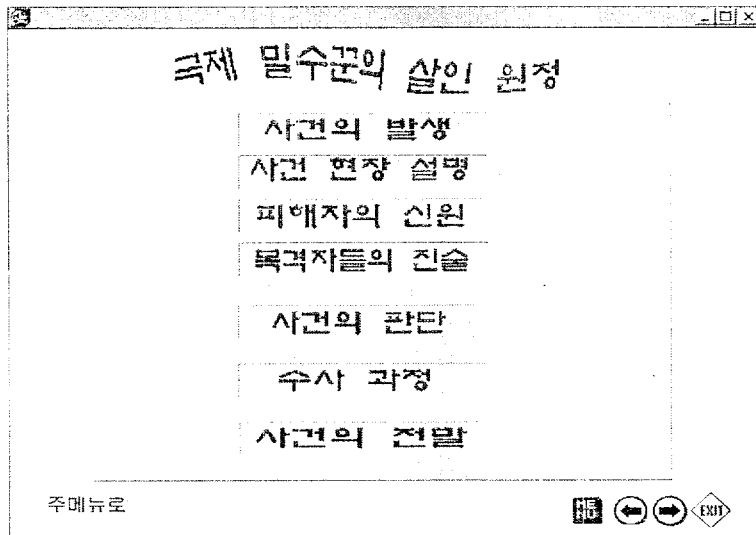 국제 밀수꾼의 살인 원정
사건의 발생
사건 현장 설명
피해자의 신원
목격자들의 진술
사건의 판단
수사 과정
사건의 전말
주메뉴로
MENU EXIT